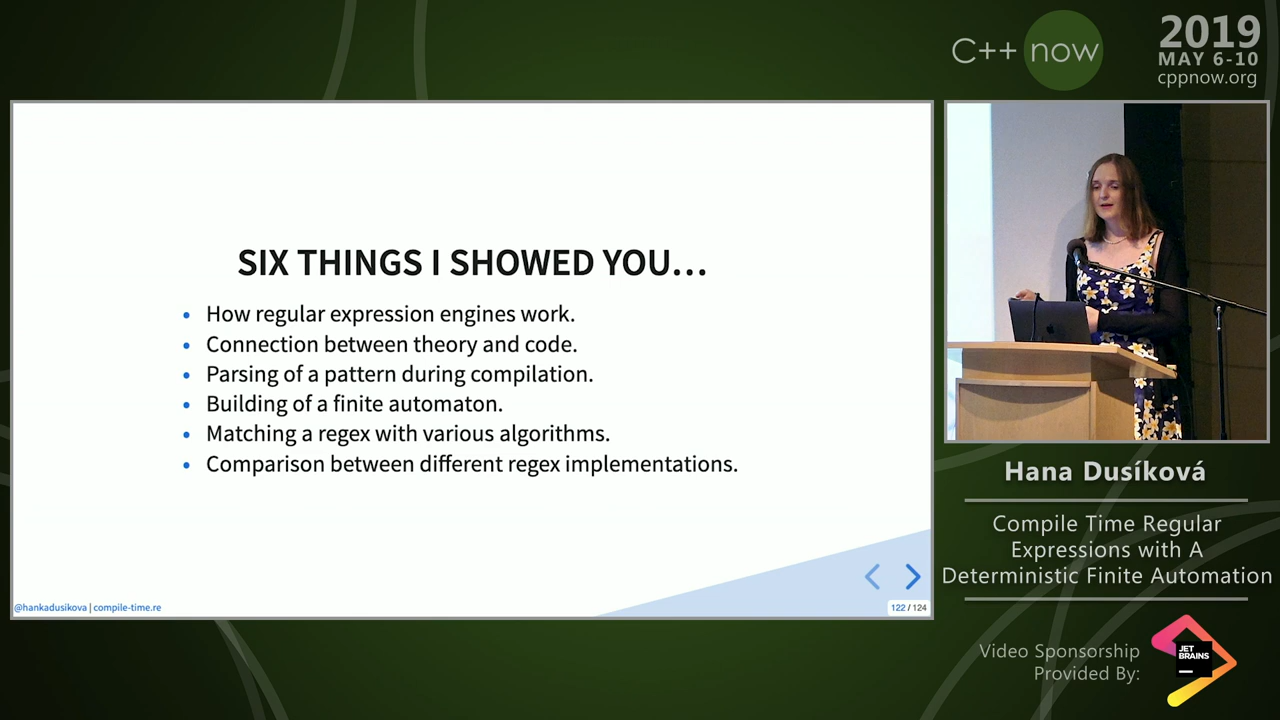 C++ now
2019
MAY 6-10
cppnow.org
SIX THINGS I SHOWED YOU...
• How regular expression engines work.
• Connection between theory and code.
• Parsing of a pattern during compilation.
• Building of a finite automaton.
• Matching a regex with various algorithms.
• Comparison between different regex implementations.
@hankadusikova | compile-time.re
122 / 124
Hana Dusíková
Compile Time Regular
Expressions with A
Deterministic Finite Automation
Video Sponsorship
Provided By:
JET
BRAINS